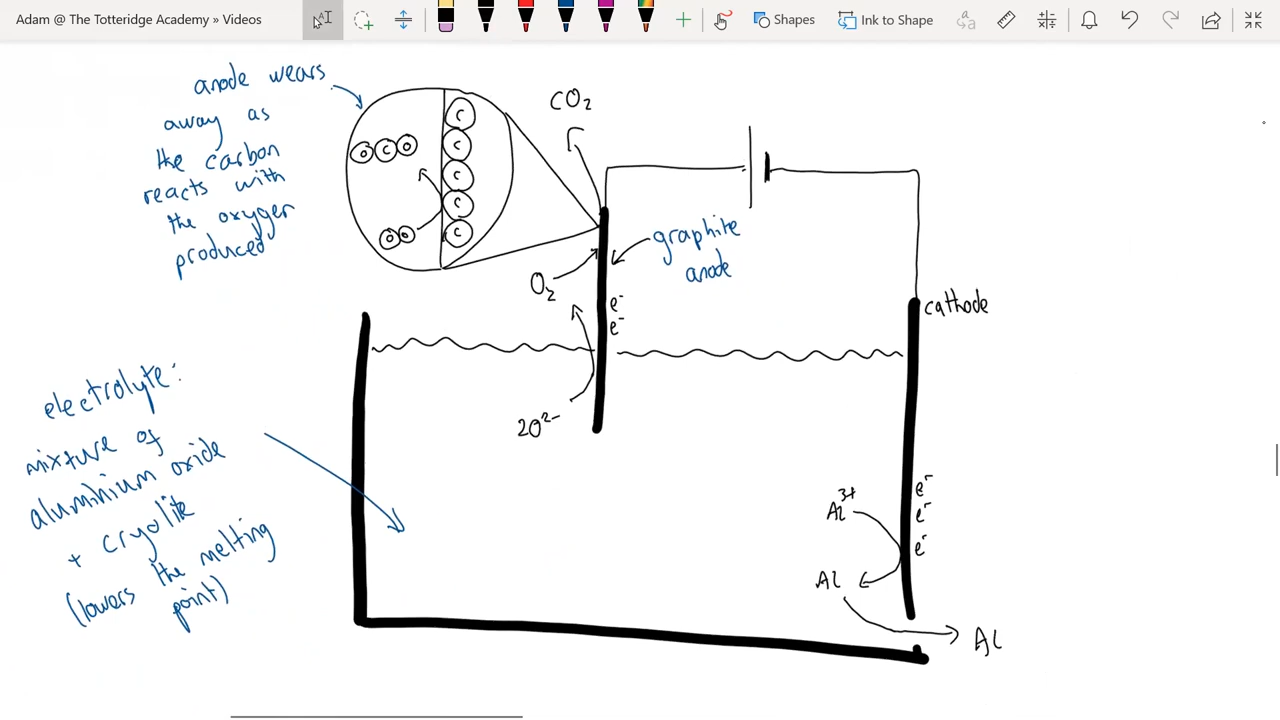 Adam @ The Totteridge Academy » Videos
Shapes
Ink to Shape
anode wears
away as
the carbon
reacts with
the oxygen
produced
O C O
O O
C
C
C
C
C
CO₂
graphite
anode
O₂
e⁻
e⁻
2O²⁻
cathode
electrolyte:
mixture of
aluminium oxide
+ cryolite
(lowers the melting
point)
Al³⁺
e⁻
e⁻
e⁻
Al
Al